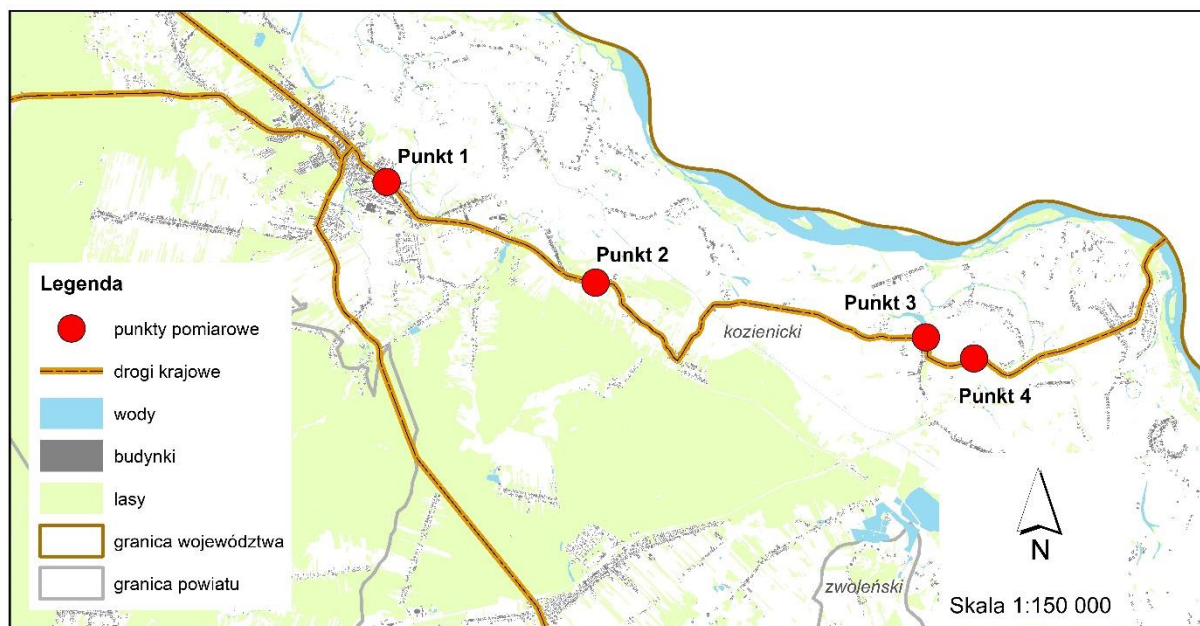 Punkt 1
Punkt 2
Punkt 3
kozienicki
Punkt 4
Legenda
punkty pomiarowe
drogi krajowe
wody
budynki
lasy
granica województwa
granica powiatu
N
zwoleński
Skala 1:150 000